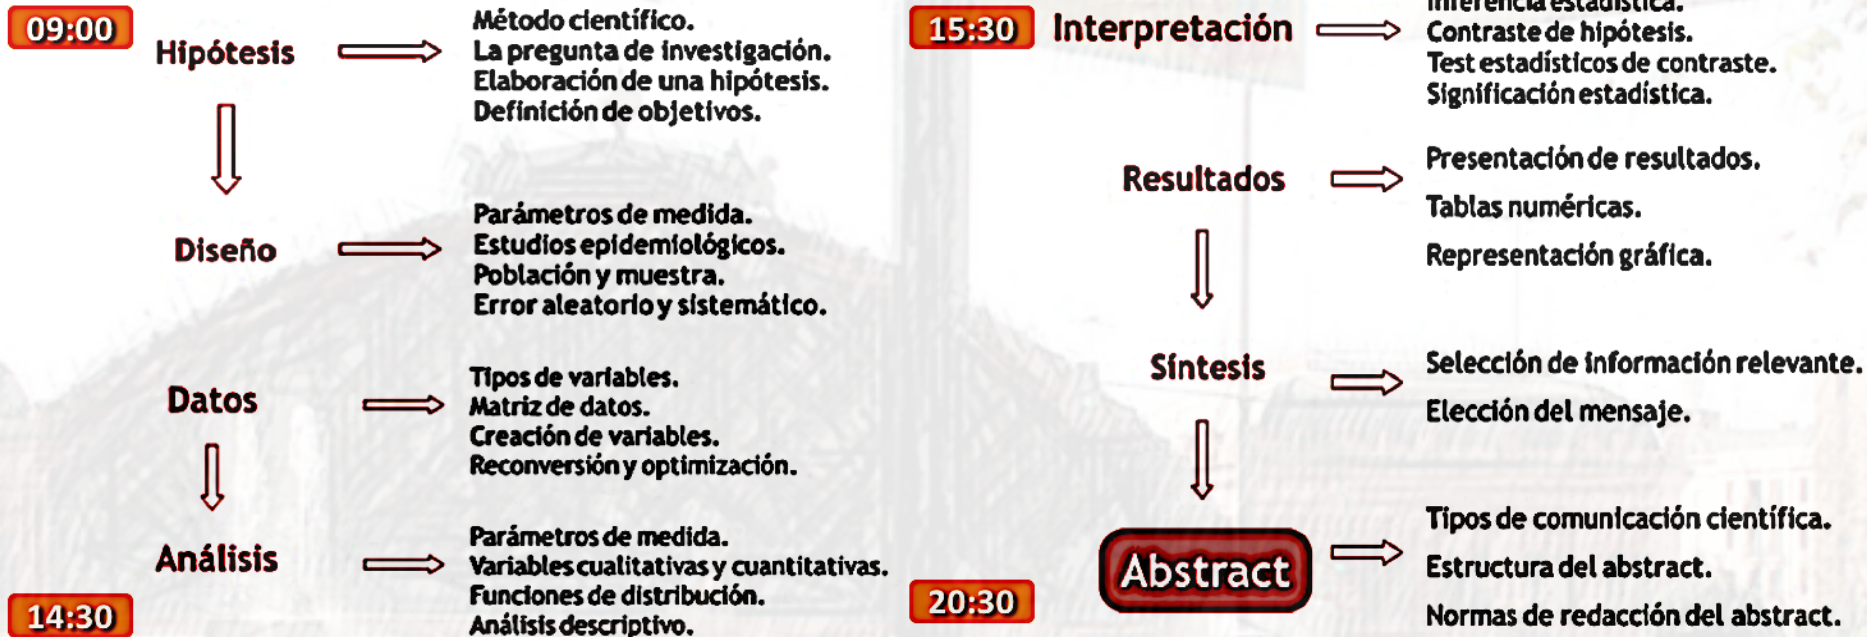 09:00
Hipótesis
Método científico.
La pregunta de investigación.
Elaboración de una hipótesis.
Definición de objetivos.
Diseño
Parámetros de medida.
Estudios epidemiológicos.
Población y muestra.
Error aleatorio y sistemático.
Datos
Tipos de variables.
Matriz de datos.
Creación de variables.
Reconversión y optimización.
Análisis
Parámetros de medida.
Variables cualitativas y cuantitativas.
Funciones de distribución.
Análisis descriptivo.
14:30
15:30
Interpretación
Inferencia estadística.
Contraste de hipótesis.
Test estadísticos de contraste.
Significación estadística.
Resultados
Presentación de resultados.
Tablas numéricas.
Representación gráfica.
Síntesis
Selección de información relevante.
Elección del mensaje.
Abstract
Tipos de comunicación científica.
Estructura del abstract.
Normas de redacción del abstract.
20:30